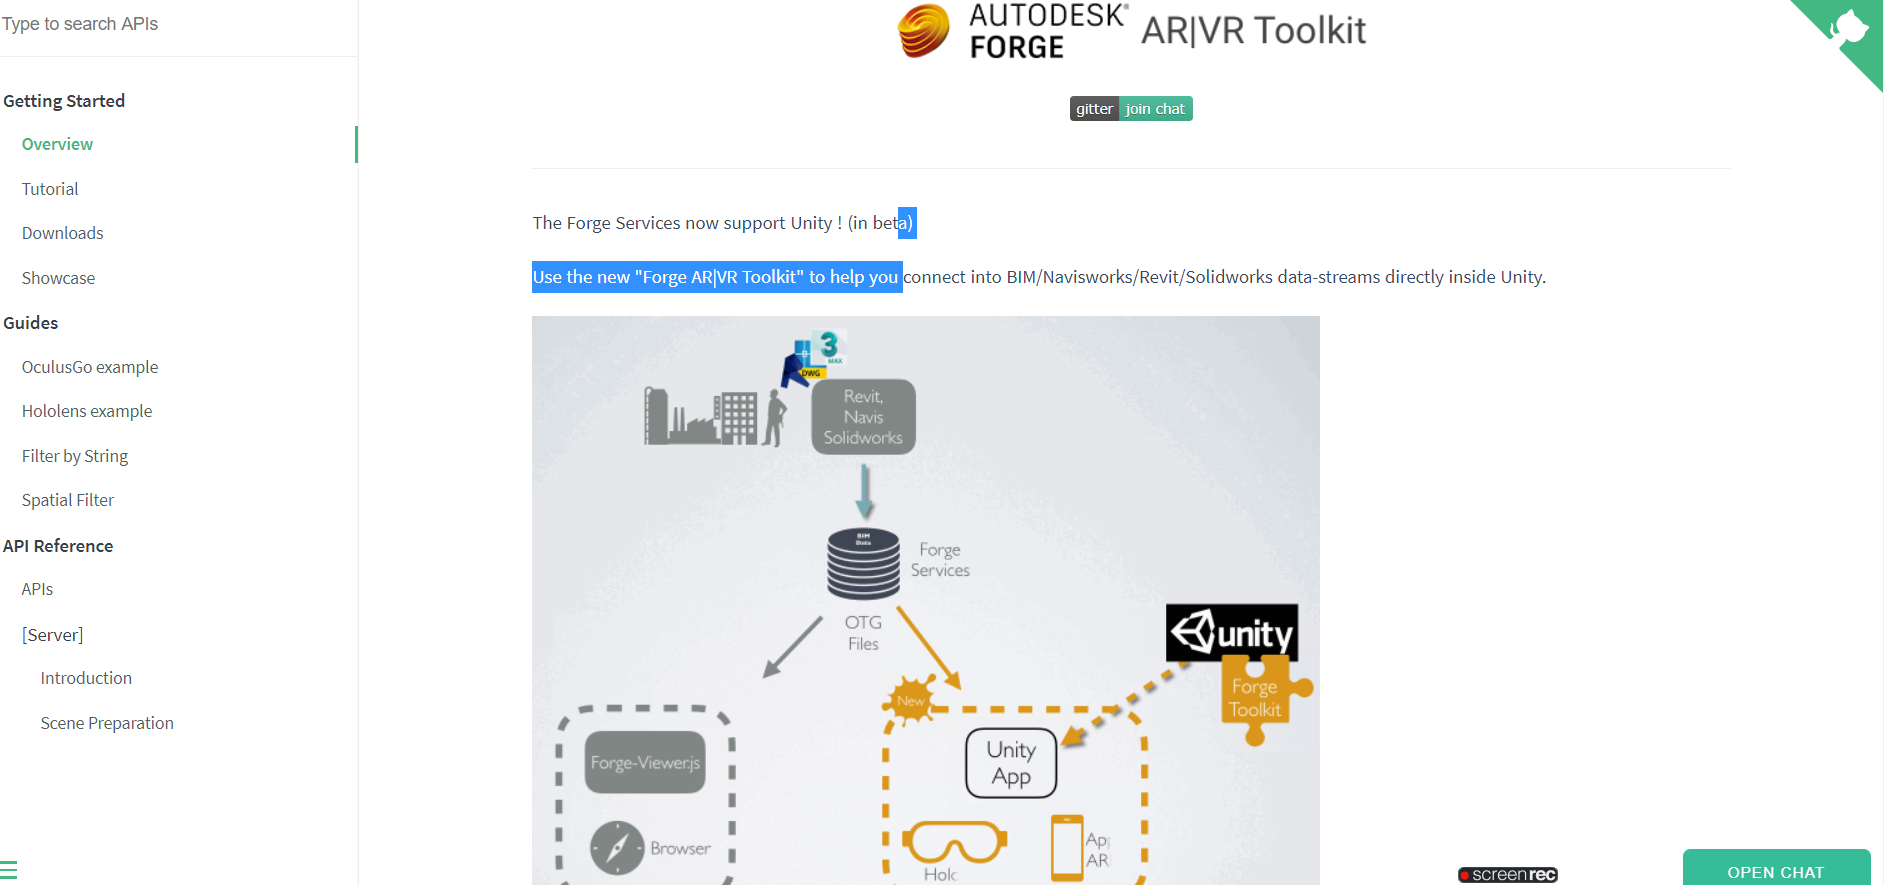 Type to search APIs
Getting Started
Overview
Tutorial
Downloads
Showcase
Guides
OculusGo example
Hololens example
Filter by String
Spatial Filter
API Reference
APIs
[Server]
Introduction
Scene Preparation
AUTODESK®
FORGE
AR|VR Toolkit
gitter join chat
The Forge Services now support Unity ! (in beta)
Use the new "Forge AR|VR Toolkit" to help you connect into BIM/Navisworks/Revit/Solidworks data-streams directly inside Unity.
3
MAX
DWG
Revit,
Navis
Solidworks
BIM
Data
Forge
Services
OTG
Files
unity
Forge
Toolkit
New
Forge-Viewer.js
Unity
App
Browser
Holo
App
AR
screenrec
OPEN CHAT